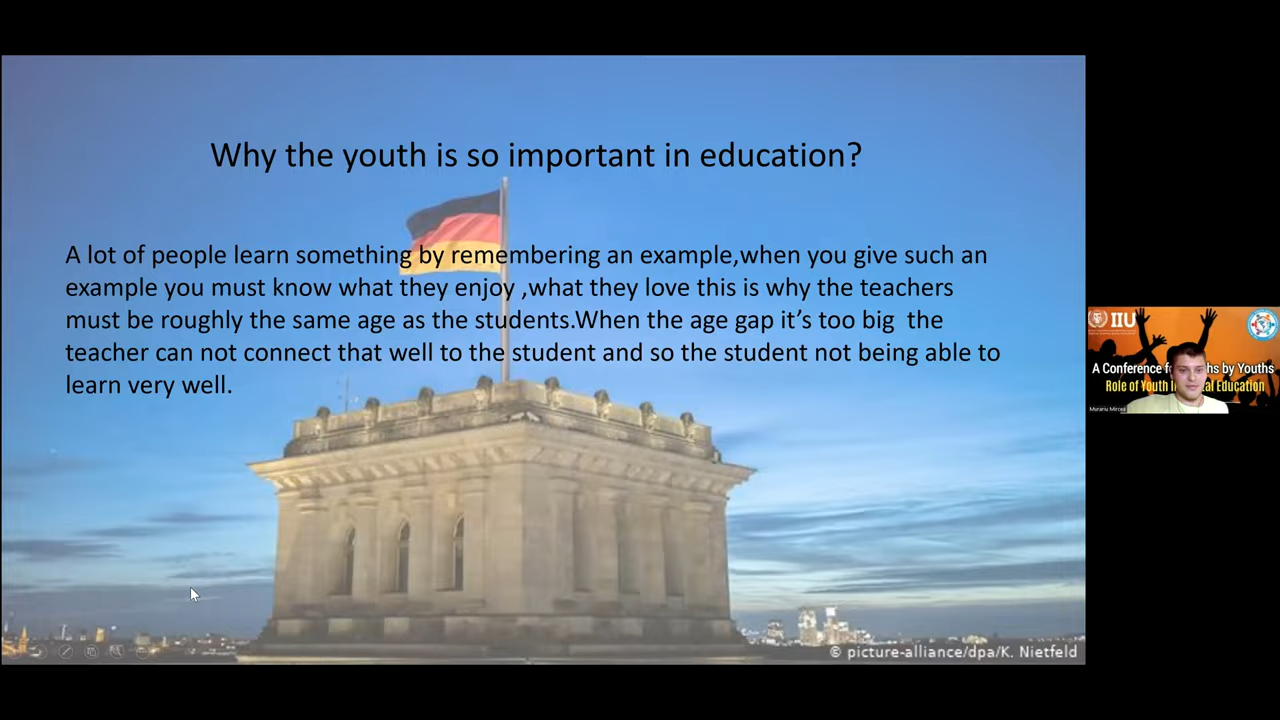 Why the youth is so important in education?
A lot of people learn something by remembering an example,when you give such an
example you must know what they enjoy ,what they love this is why the teachers
must be roughly the same age as the students.When the age gap it’s too big the
teacher can not connect that well to the student and so the student not being able to
learn very well.
© picture-alliance/dpa/K. Nietfeld
IIU
A Conference f hs by Youths
Role of Youth i al Education
Murariu Mircea